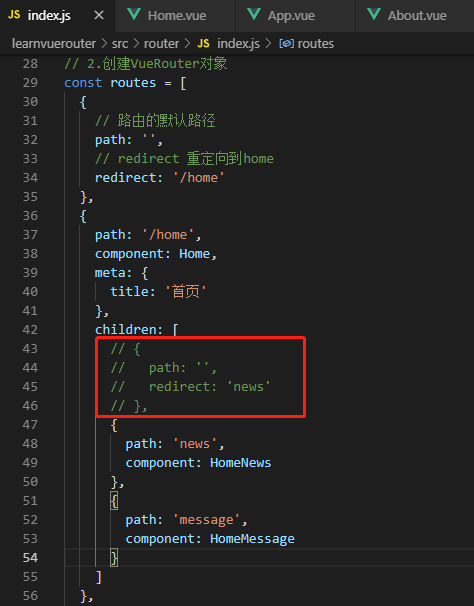 JS index.js × Home.vue App.vue About.vue
learnvuerouter > src > router > JS index.js > routes
28 // 2.创建VueRouter对象
29 const routes = [
30 {
31 // 路由的默认路径
32 path: '',
33 // redirect 重定向到home
34 redirect: '/home'
35 },
36 {
37 path: '/home',
38 component: Home,
39 meta: {
40 title: '首页'
41 },
42 children: [
43 // {
44 // path: '',
45 // redirect: 'news'
46 // },
47 {
48 path: 'news',
49 component: HomeNews
50 },
51 {
52 path: 'message',
53 component: HomeMessage
54 }
55 ]
56 },